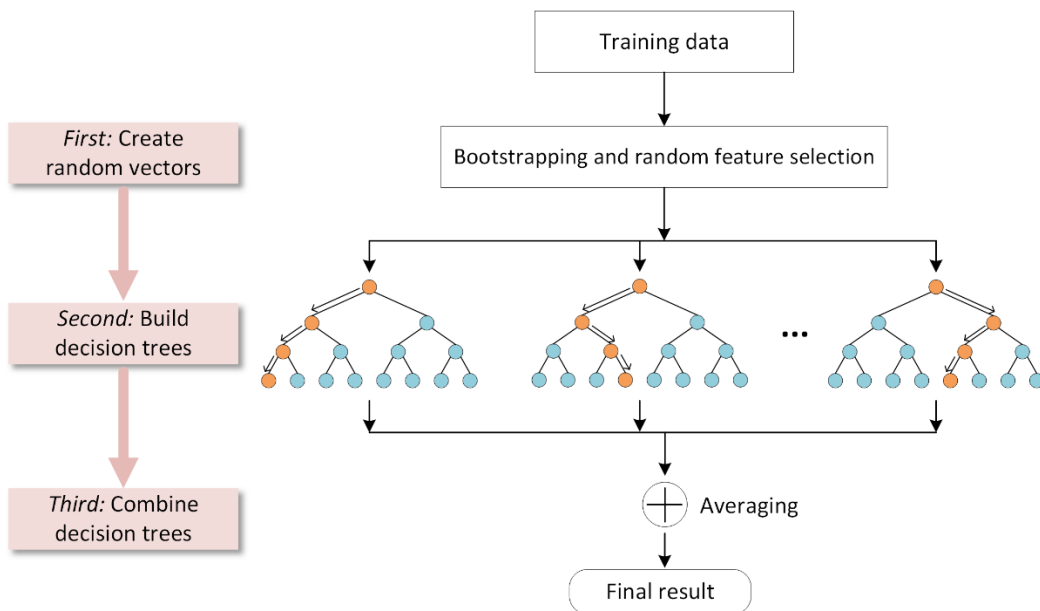 Training data
First: Create
random vectors
Bootstrapping and random feature selection
Second: Build
decision trees
...
Third: Combine
decision trees
Averaging
Final result